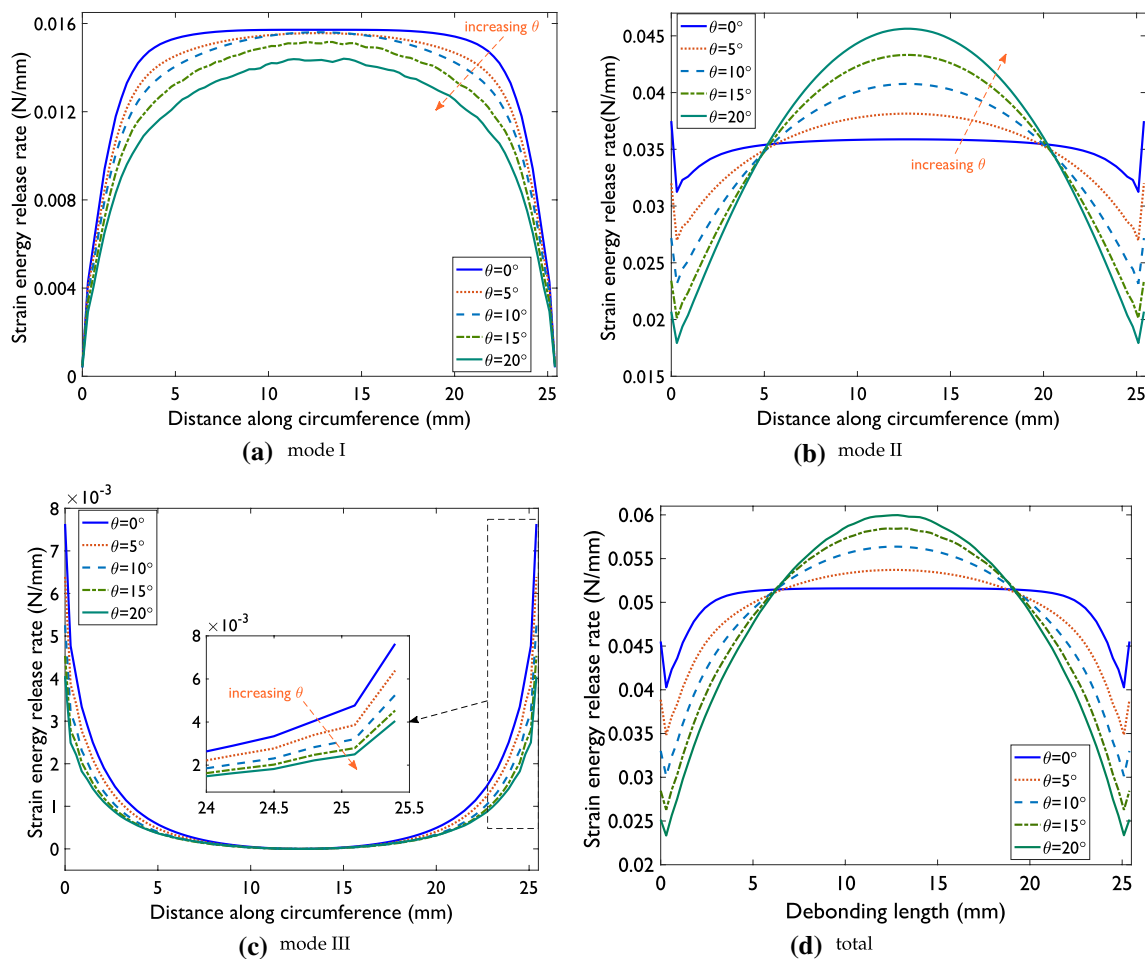 Strain energy release rate (N/mm)
0.016
0.012
0.008
0.004
0
increasing θ
θ=0°
θ=5°
θ=10°
θ=15°
θ=20°
0 5 10 15 20 25
Distance along circumference (mm)
(a) mode I
Strain energy release rate(N/mm)
0.045
0.04
0.035
0.03
0.025
0.02
0.015
θ=0°
θ=5°
θ=10°
θ=15°
θ=20°
increasing θ
0 5 10 15 20 25
Distance along circumference (mm)
(b) mode II
×10⁻³
Strain energy release rate (N/mm)
8
7
6
5
4
3
2
1
0
θ=0°
θ=5°
θ=10°
θ=15°
θ=20°
×10⁻³
8
6
4
2
increasing θ
24 24.5 25 25.5
0 5 10 15 20 25
Distance along circumference (mm)
(c) mode III
Strain energy release rate (N/mm)
0.06
0.055
0.05
0.045
0.04
0.035
0.03
0.025
0.02
θ=0°
θ=5°
θ=10°
θ=15°
θ=20°
0 5 10 15 20 25
Debonding length (mm)
(d) total